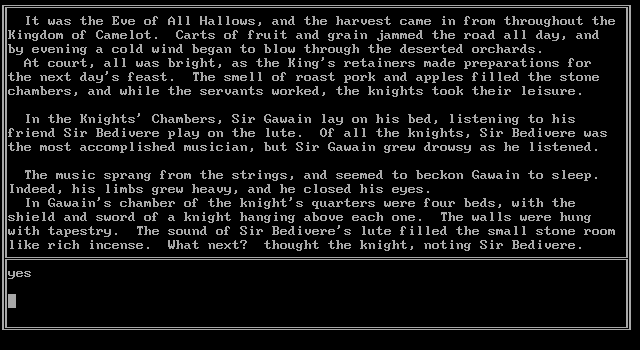 It was the Eve of All Hallows, and the harvest came in from throughout the
Kingdom of Camelot.  Carts of fruit and grain jammed the road all day, and
by evening a cold wind began to blow through the deserted orchards.
At court, all was bright, as the King's retainers made preparations for
the next day's feast.  The smell of roast pork and apples filled the stone
chambers, and while the servants worked, the knights took their leisure.
In the Knights' Chambers, Sir Gawain lay on his bed, listening to his
friend Sir Bedivere play on the lute.  Of all the knights, Sir Bedivere was
the most accomplished musician, but Sir Gawain grew drowsy as he listened.
The music sprang from the strings, and seemed to beckon Gawain to sleep.
Indeed, his limbs grew heavy, and he closed his eyes.
In Gawain's chamber of the knight's quarters were four beds, with the
shield and sword of a knight hanging above each one.  The walls were hung
with tapestry.  The sound of Sir Bedivere's lute filled the small stone room
like rich incense.  What next?  thought the knight, noting Sir Bedivere.
yes